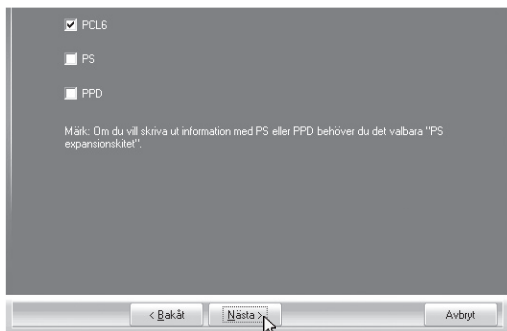 PCL6
PS
PPD
Märk: Om du vill skriva ut information med PS eller PPD behöver du det valbara "PS
expansionskitet".
< Bakåt
Nästa >
Avbryt